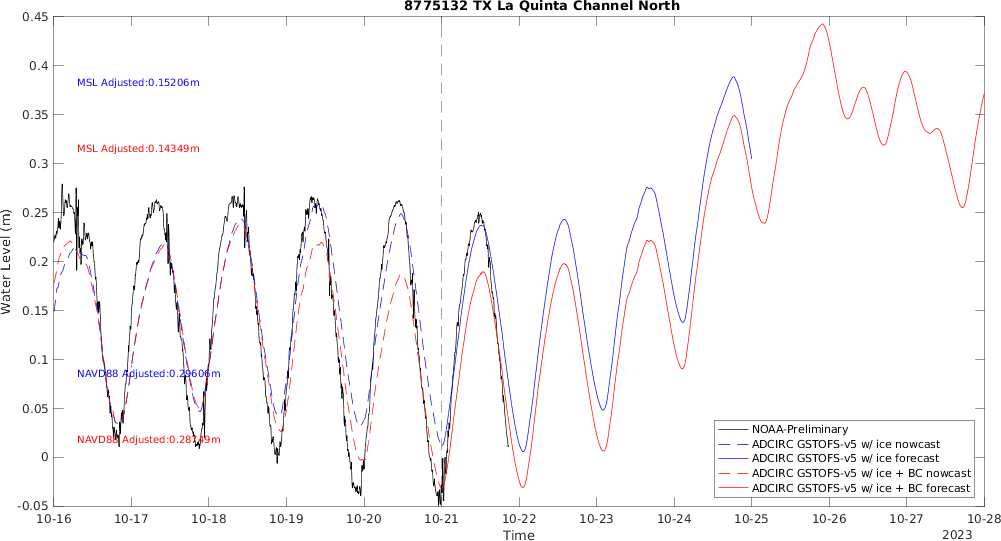 8775132 TX La Quinta Channel North
0.45
0.4
0.35
0.3
0.25
0.2
0.15
0.1
0.05
0
-0.05
Water Level (m)
MSL Adjusted:0.15206m
MSL Adjusted:0.14349m
NAVD88 Adjusted:0.29606m
NAVD88 Adjusted:0.28749m
NOAA-Preliminary
ADCIRC GSTOFS-v5 w/ ice nowcast
ADCIRC GSTOFS-v5 w/ ice forecast
ADCIRC GSTOFS-v5 w/ ice + BC nowcast
ADCIRC GSTOFS-v5 w/ ice + BC forecast
10-16 10-17 10-18 10-19 10-20 10-21 10-22 10-23 10-24 10-25 10-26 10-27 10-28
Time
2023